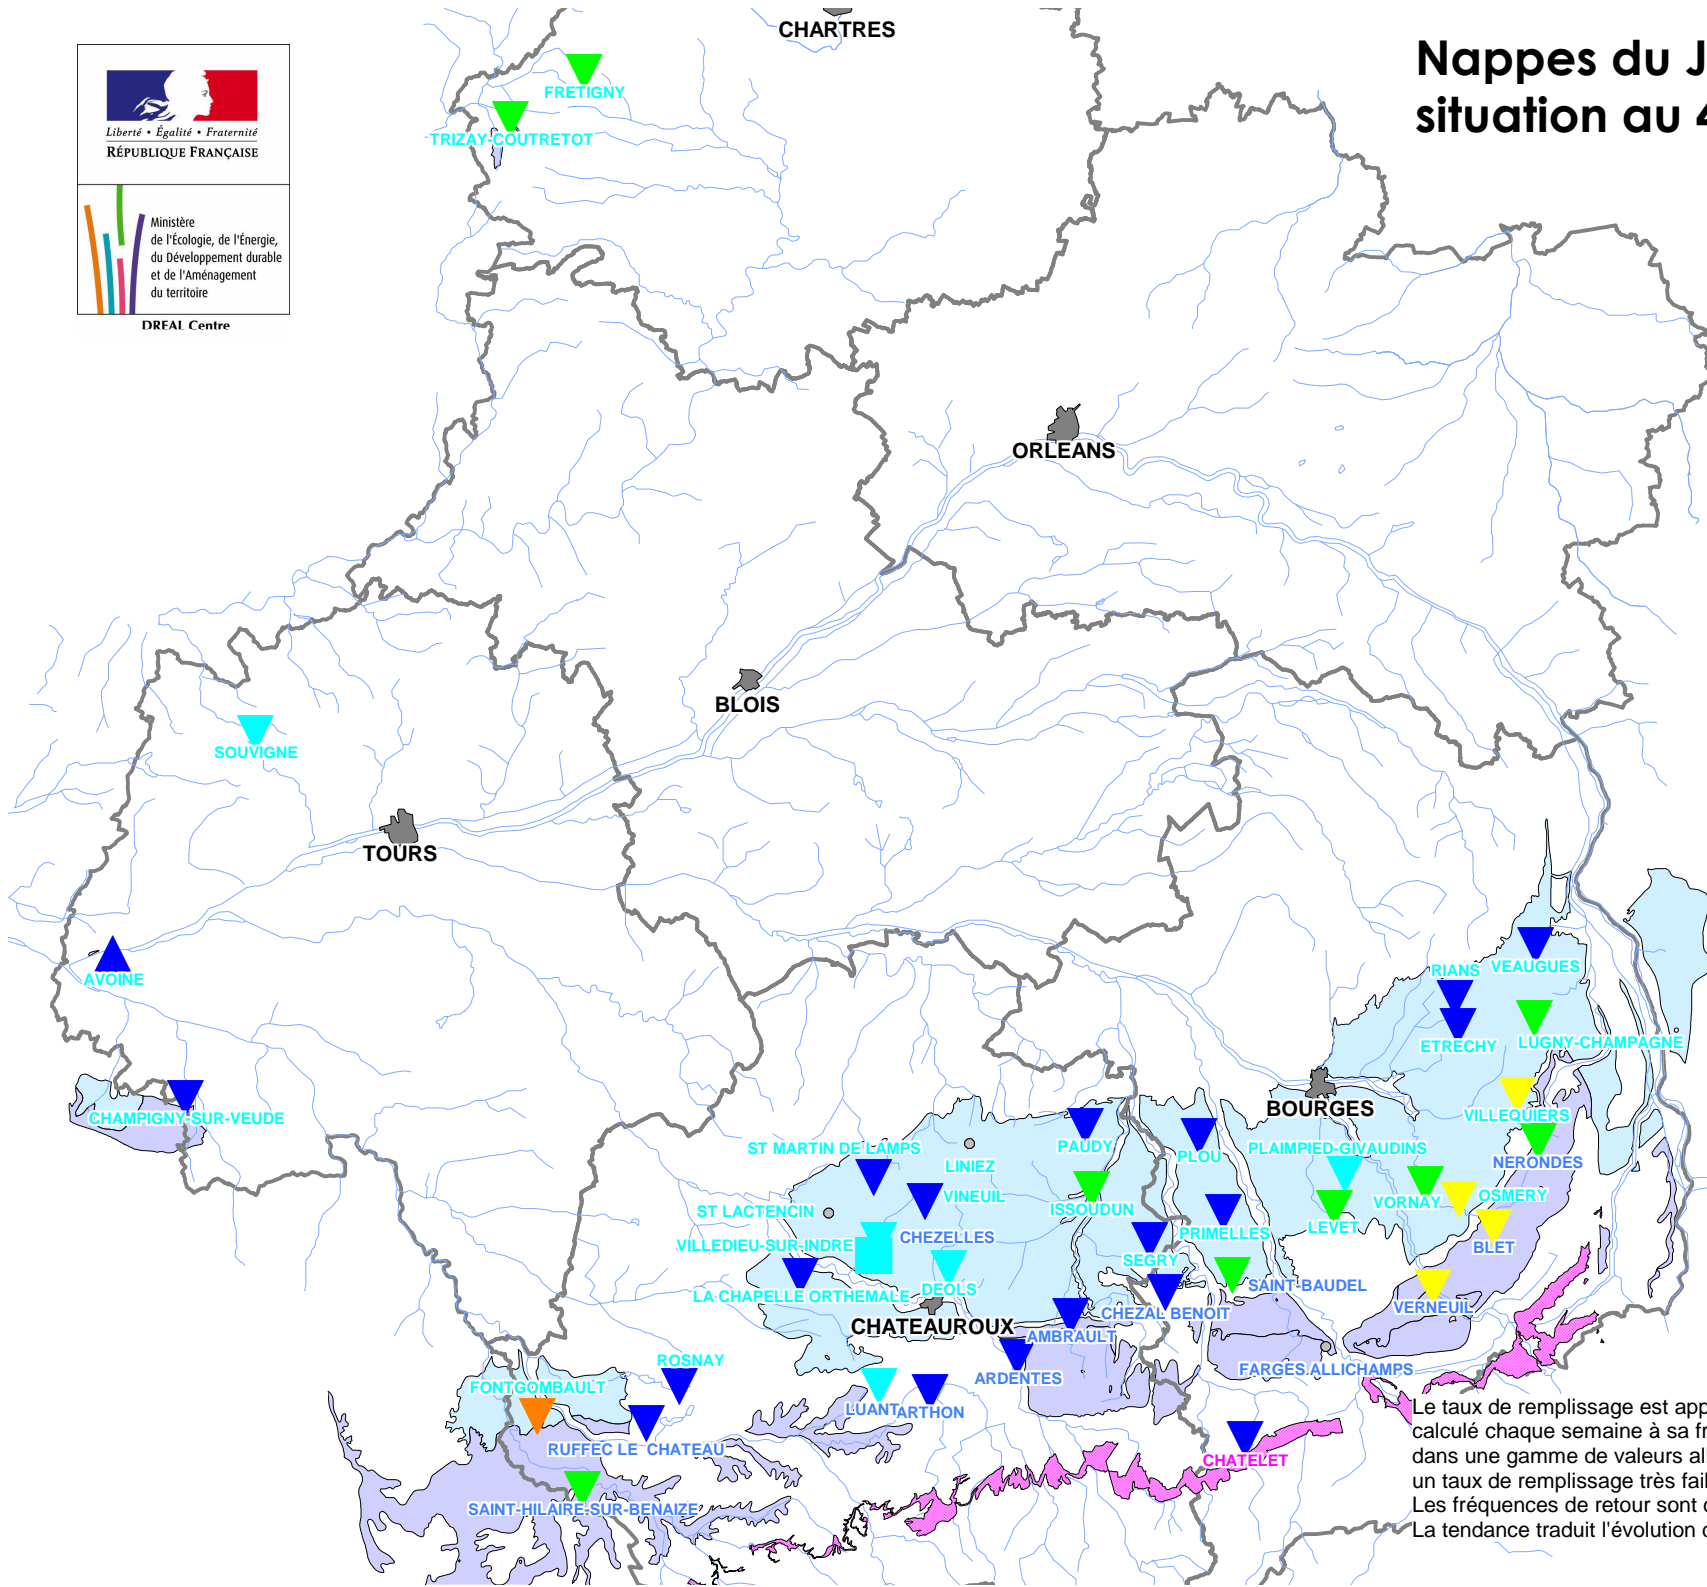 CHARTRES
Nappes du J
situation au 4
FRETIGNY
TRIZAY-COUTRETOT
Liberté • Égalité • Fraternité
RÉPUBLIQUE FRANÇAISE
Ministère
de l'Écologie, de l'Énergie,
du Développement durable
et de l'Aménagement
du territoire
DREAL Centre
ORLEANS
BLOIS
SOUVIGNE
TOURS
AVOINE
RIANS
VEAUGUES
ETRECHY
LUGNY-CHAMPAGNE
CHAMPIGNY-SUR-VEUDE
BOURGES
VILLEQUIERS
ST MARTIN DE LAMPS
LINIEZ
PAUDY
PLOU
PLAIMPIED-GIVAUDINS
NERONDES
VINEUIL
ISSOUDUN
VORNAY
OSMERY
ST LACTENCIN
CHEZELLES
PRIMELLES
LEVET
BLET
VILLEDIEU-SUR-INDRE
SEGRY
LA CHAPELLE ORTHEMALE
DEOLS
SAINT-BAUDEL
CHEZAL BENOIT
VERNEUIL
CHATEAUROUX
AMBRAULT
ROSNAY
ARDENTES
FARGES ALLICHAMPS
FONTGOMBAULT
LUANT
ARTHON
RUFFEC LE CHATEAU
CHATELET
SAINT-HILAIRE-SUR-BENAIZE
Le taux de remplissage est app
calculé chaque semaine à sa fr
dans une gamme de valeurs all
un taux de remplissage très fail
Les fréquences de retour sont c
La tendance traduit l'évolution d